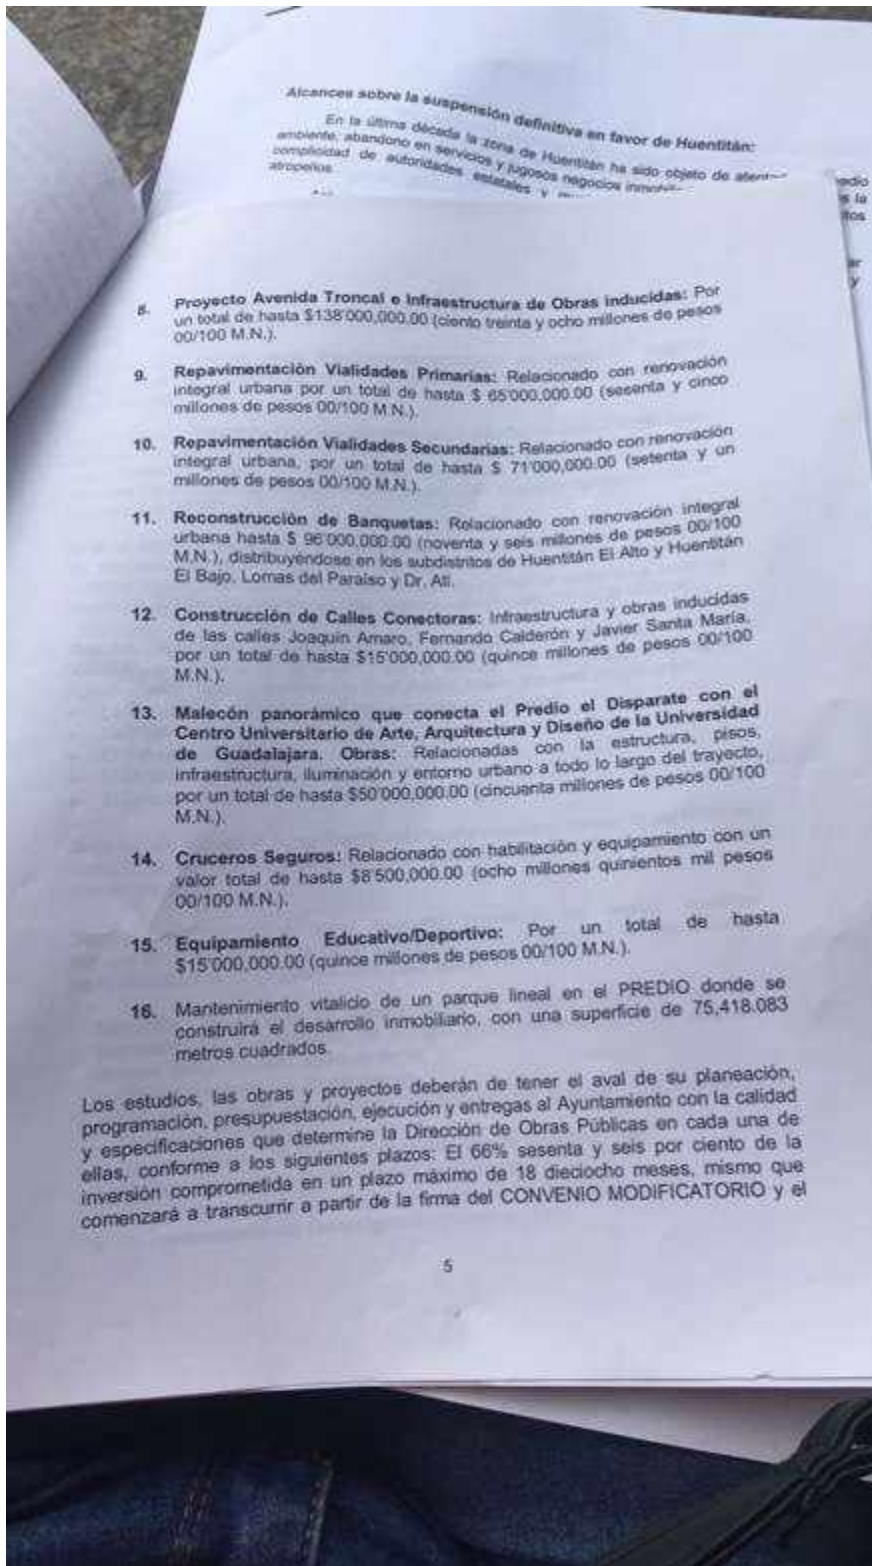 Alcances sobre la suspensión definitiva en favor de Huentitán:
En la última década la zona de Huentitán ha sido objeto de
ambiente, abandono en servicios y jugosos negocios
complicidad de autoridades estatales y
atropellos.
edio
s la
tos
ar
y
8. Proyecto Avenida Troncal e Infraestructura de Obras inducidas: Por
un total de hasta $138'000,000.00 (ciento treinta y ocho millones de pesos
00/100 M.N.).
9. Repavimentación Vialidades Primarias: Relacionado con renovación
integral urbana por un total de hasta $ 65'000,000.00 (sesenta y cinco
millones de pesos 00/100 M.N.).
10. Repavimentación Vialidades Secundarias: Relacionado con renovación
integral urbana, por un total de hasta $ 71'000,000.00 (setenta y un
millones de pesos 00/100 M.N.).
11. Reconstrucción de Banquetas: Relacionado con renovación integral
urbana hasta $ 96'000,000.00 (noventa y seis millones de pesos 00/100
M.N.), distribuyéndose en los subdistritos de Huentitán El Alto y Huentitán
El Bajo, Lomas del Paraíso y Dr. Atl.
12. Construcción de Calles Conectoras: Infraestructura y obras inducidas
de las calles Joaquín Amaro, Fernando Calderón y Javier Santa María,
por un total de hasta $15'000,000.00 (quince millones de pesos 00/100
M.N.).
13. Malecón panorámico que conecta el Predio el Disparate con el
Centro Universitario de Arte, Arquitectura y Diseño de la Universidad
de Guadalajara. Obras: Relacionadas con la estructura, pisos,
infraestructura, iluminación y entorno urbano a todo lo largo del trayecto,
por un total de hasta $50'000,000.00 (cincuenta millones de pesos 00/100
M.N.).
14. Cruceros Seguros: Relacionado con habilitación y equipamiento con un
valor total de hasta $8'500,000.00 (ocho millones quinientos mil pesos
00/100 M.N.).
15. Equipamiento Educativo/Deportivo: Por un total de hasta
$15'000,000.00 (quince millones de pesos 00/100 M.N.).
16. Mantenimiento vitalicio de un parque lineal en el PREDIO donde se
construirá el desarrollo inmobiliario, con una superficie de 75,418.083
metros cuadrados.
Los estudios, las obras y proyectos deberán de tener el aval de su planeación,
programación, presupuestación, ejecución y entregas al Ayuntamiento con la calidad
y especificaciones que determine la Dirección de Obras Públicas en cada una de
ellas, conforme a los siguientes plazos: El 66% sesenta y seis por ciento de la
inversión comprometida en un plazo máximo de 18 dieciocho meses, mismo que
comenzará a transcurrir a partir de la firma del CONVENIO MODIFICATORIO y el
5